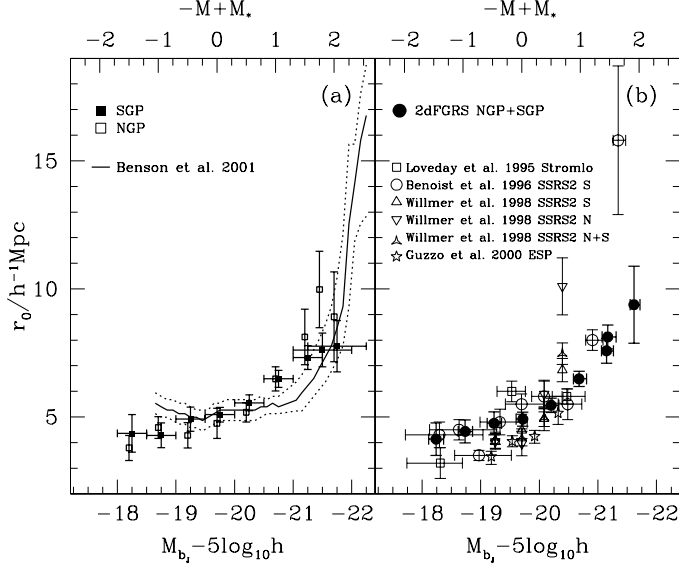 −M+M* −M+M*
−2 −1 0 1 2 −2 −1 0 1 2
(a) (b)
SGP
NGP
Benson et al. 2001
2dFGRS NGP+SGP
Loveday et al. 1995 Stromlo
Benoist et al. 1996 SSRS2 S
Willmer et al. 1998 SSRS2 S
Willmer et al. 1998 SSRS2 N
Willmer et al. 1998 SSRS2 N+S
Guzzo et al. 2000 ESP
15
10
5
r0/h−1Mpc
−18 −19 −20 −21 −22 −18 −19 −20 −21 −22
MbJ−5log10h MbJ−5log10h